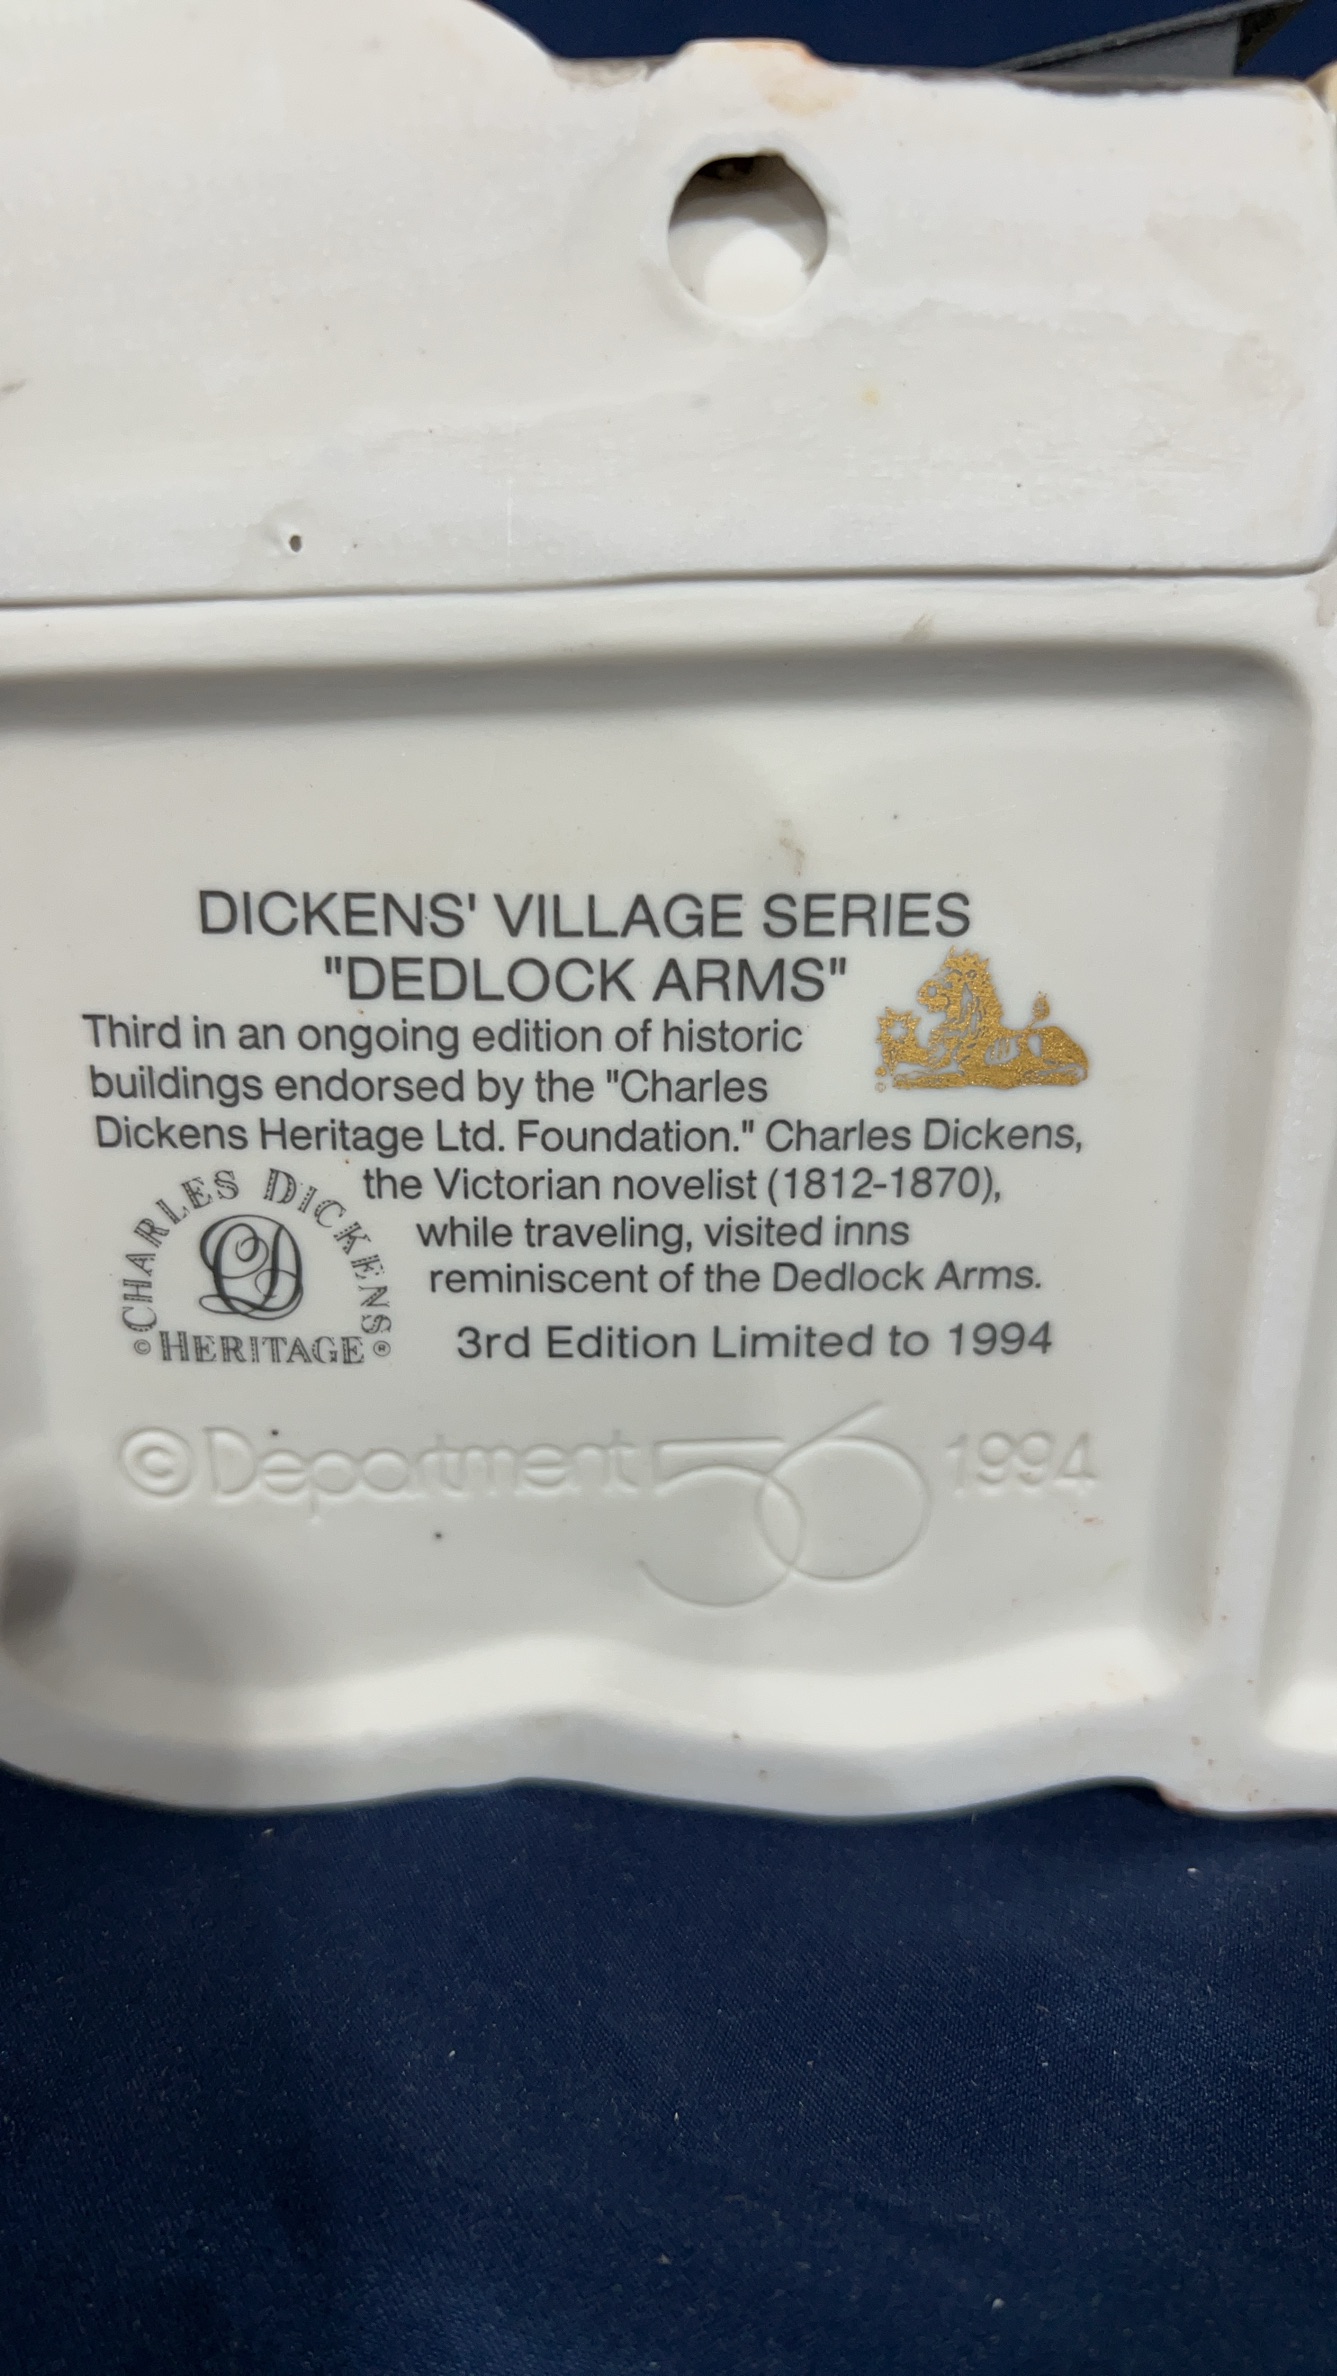 DICKENS' VILLAGE SERIES
"DEDLOCK ARMS"
Third in an ongoing edition of historic
buildings endorsed by the "Charles
Dickens Heritage Ltd. Foundation." Charles Dickens,
the Victorian novelist (1812-1870),
while traveling, visited inns
reminiscent of the Dedlock Arms.
3rd Edition Limited to 1994
CHARLES DICKENS
CD
© HERITAGE ®
© Department 56 1994